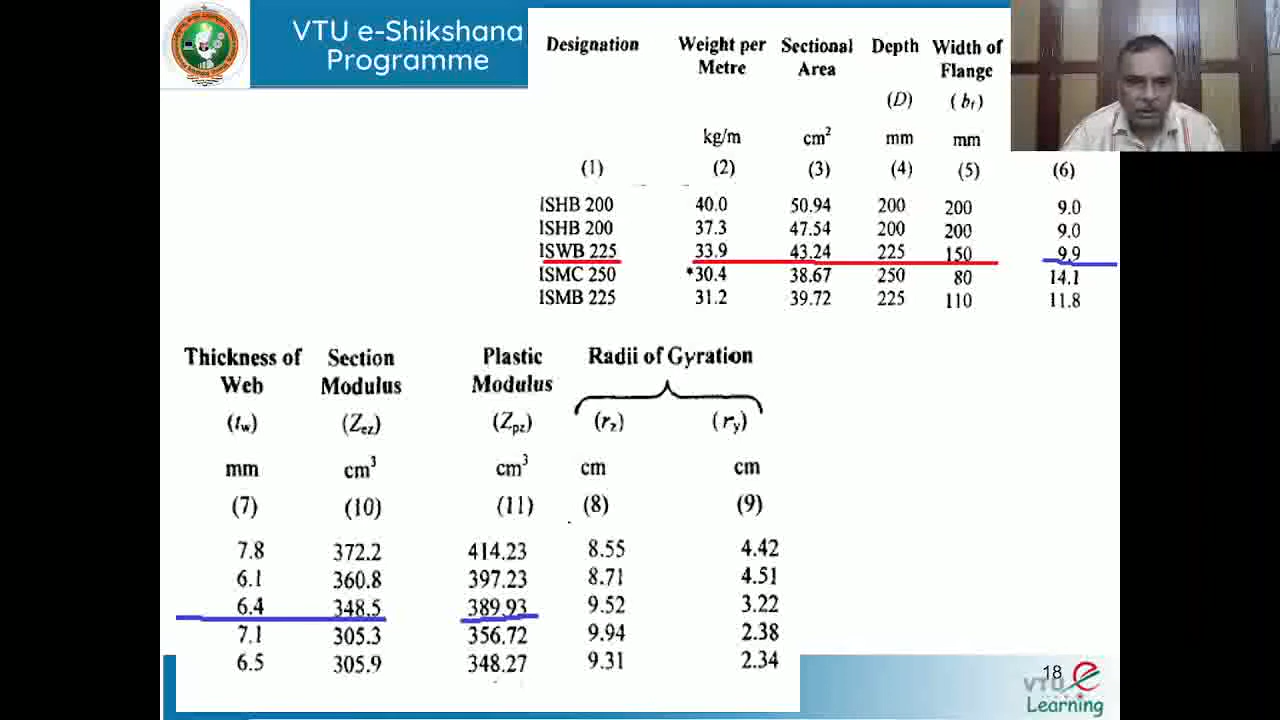 VTU e-Shikshana
Programme
Designation Weight per Sectional Depth Width of
Metre Area Flange
(D) (bf)
kg/m cm2 mm mm
(1) (2) (3) (4) (5) (6)
ISHB 200 40.0 50.94 200 200 9.0
ISHB 200 37.3 47.54 200 200 9.0
ISWB 225 33.9 43.24 225 150 9.9
ISMC 250 *30.4 38.67 250 80 14.1
ISMB 225 31.2 39.72 225 110 11.8
Thickness of Section Plastic Radii of Gyration
Web Modulus Modulus
(tw) (Zez) (Zpz) (rz) (ry)
mm cm3 cm3 cm cm
(7) (10) (11) (8) (9)
7.8 372.2 414.23 8.55 4.42
6.1 360.8 397.23 8.71 4.51
6.4 348.5 389.93 9.52 3.22
7.1 305.3 356.72 9.94 2.38
6.5 305.9 348.27 9.31 2.34
18
VTU e
Learning